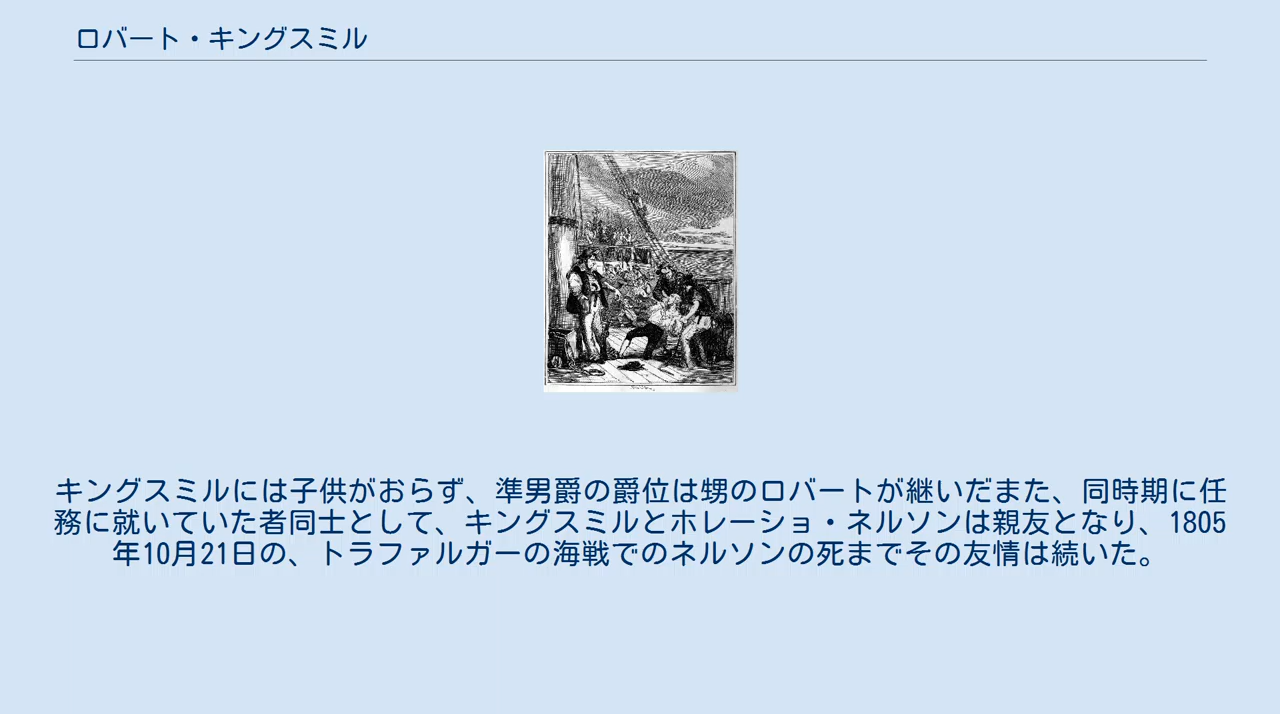 ロバート・キングスミル
キングスミルには子供がおらず、準男爵の爵位は甥のロバートが継いだまた、同時期に任
務に就いていた者同士として、キングスミルとホレーショ・ネルソンは親友となり、1805
年10月21日の、トラファルガーの海戦でのネルソンの死までその友情は続いた。